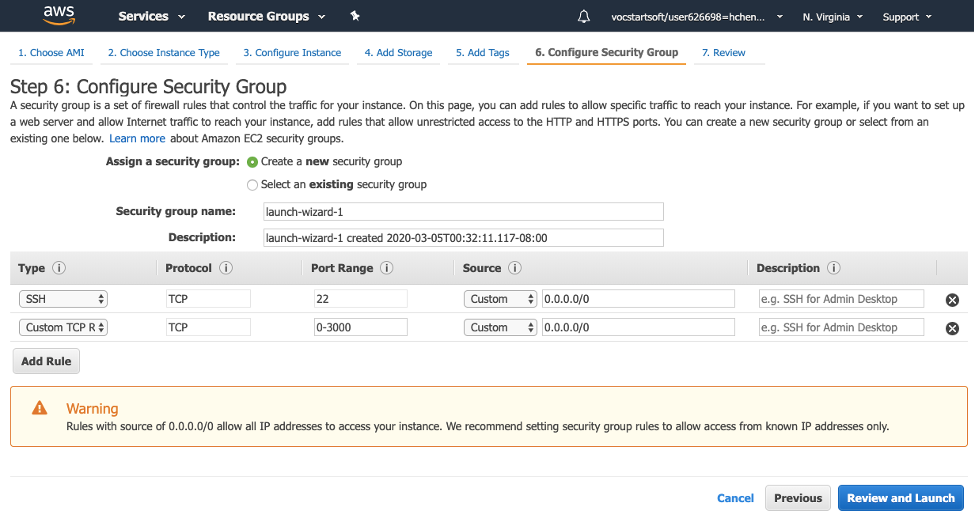 aws Services Resource Groups vocstartsoft/user626698=hchen... N. Virginia Support
1. Choose AMI 2. Choose Instance Type 3. Configure Instance 4. Add Storage 5. Add Tags 6. Configure Security Group 7. Review
Step 6: Configure Security Group
A security group is a set of firewall rules that control the traffic for your instance. On this page, you can add rules to allow specific traffic to reach your instance. For example, if you want to set up
a web server and allow Internet traffic to reach your instance, add rules that allow unrestricted access to the HTTP and HTTPS ports. You can create a new security group or select from an
existing one below. Learn more about Amazon EC2 security groups.
Assign a security group: Create a new security group
Select an existing security group
Security group name: launch-wizard-1
Description: launch-wizard-1 created 2020-03-05T00:32:11.117-08:00
Type i Protocol i Port Range i Source i Description i
SSH TCP 22 Custom 0.0.0.0/0 e.g. SSH for Admin Desktop
Custom TCP R TCP 0-3000 Custom 0.0.0.0/0 e.g. SSH for Admin Desktop
Add Rule
Warning
Rules with source of 0.0.0.0/0 allow all IP addresses to access your instance. We recommend setting security group rules to allow access from known IP addresses only.
Cancel Previous Review and Launch